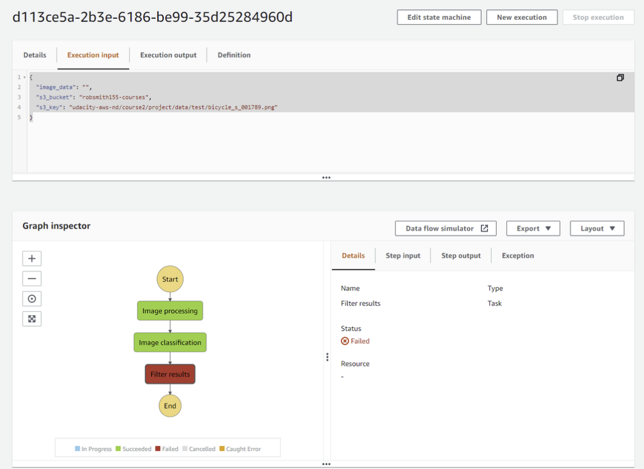 d113ce5a-2b3e-6186-be99-35d25284960d
Edit state machine
New execution
Stop execution
Details
Execution input
Execution output
Definition
1 {
2 "image_data": "",
3 "s3_bucket": "robsmith155-courses",
4 "s3_key": "udacity-aws-nd/course2/project/data/test/bicycle_s_001789.png"
5 }
Graph inspector
Data flow simulator
Export
Layout
Start
Image processing
Image classification
Filter results
End
In Progress
Succeeded
Failed
Cancelled
Caught Error
Details
Step input
Step output
Exception
Name
Type
Filter results
Task
Status
Failed
Resource
-